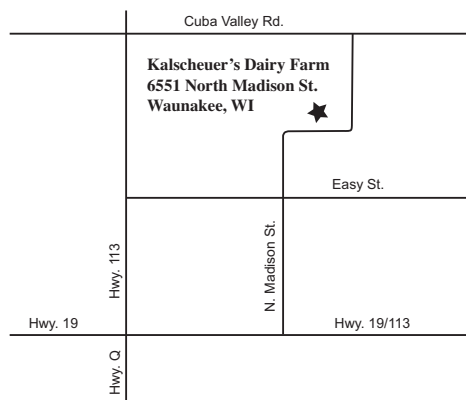 Cuba Valley Rd.
Kalscheuer's Dairy Farm
6551 North Madison St.
Waunakee, WI
Easy St.
N. Madison St.
Hwy. 113
Hwy. 19
Hwy. 19/113
Hwy. Q